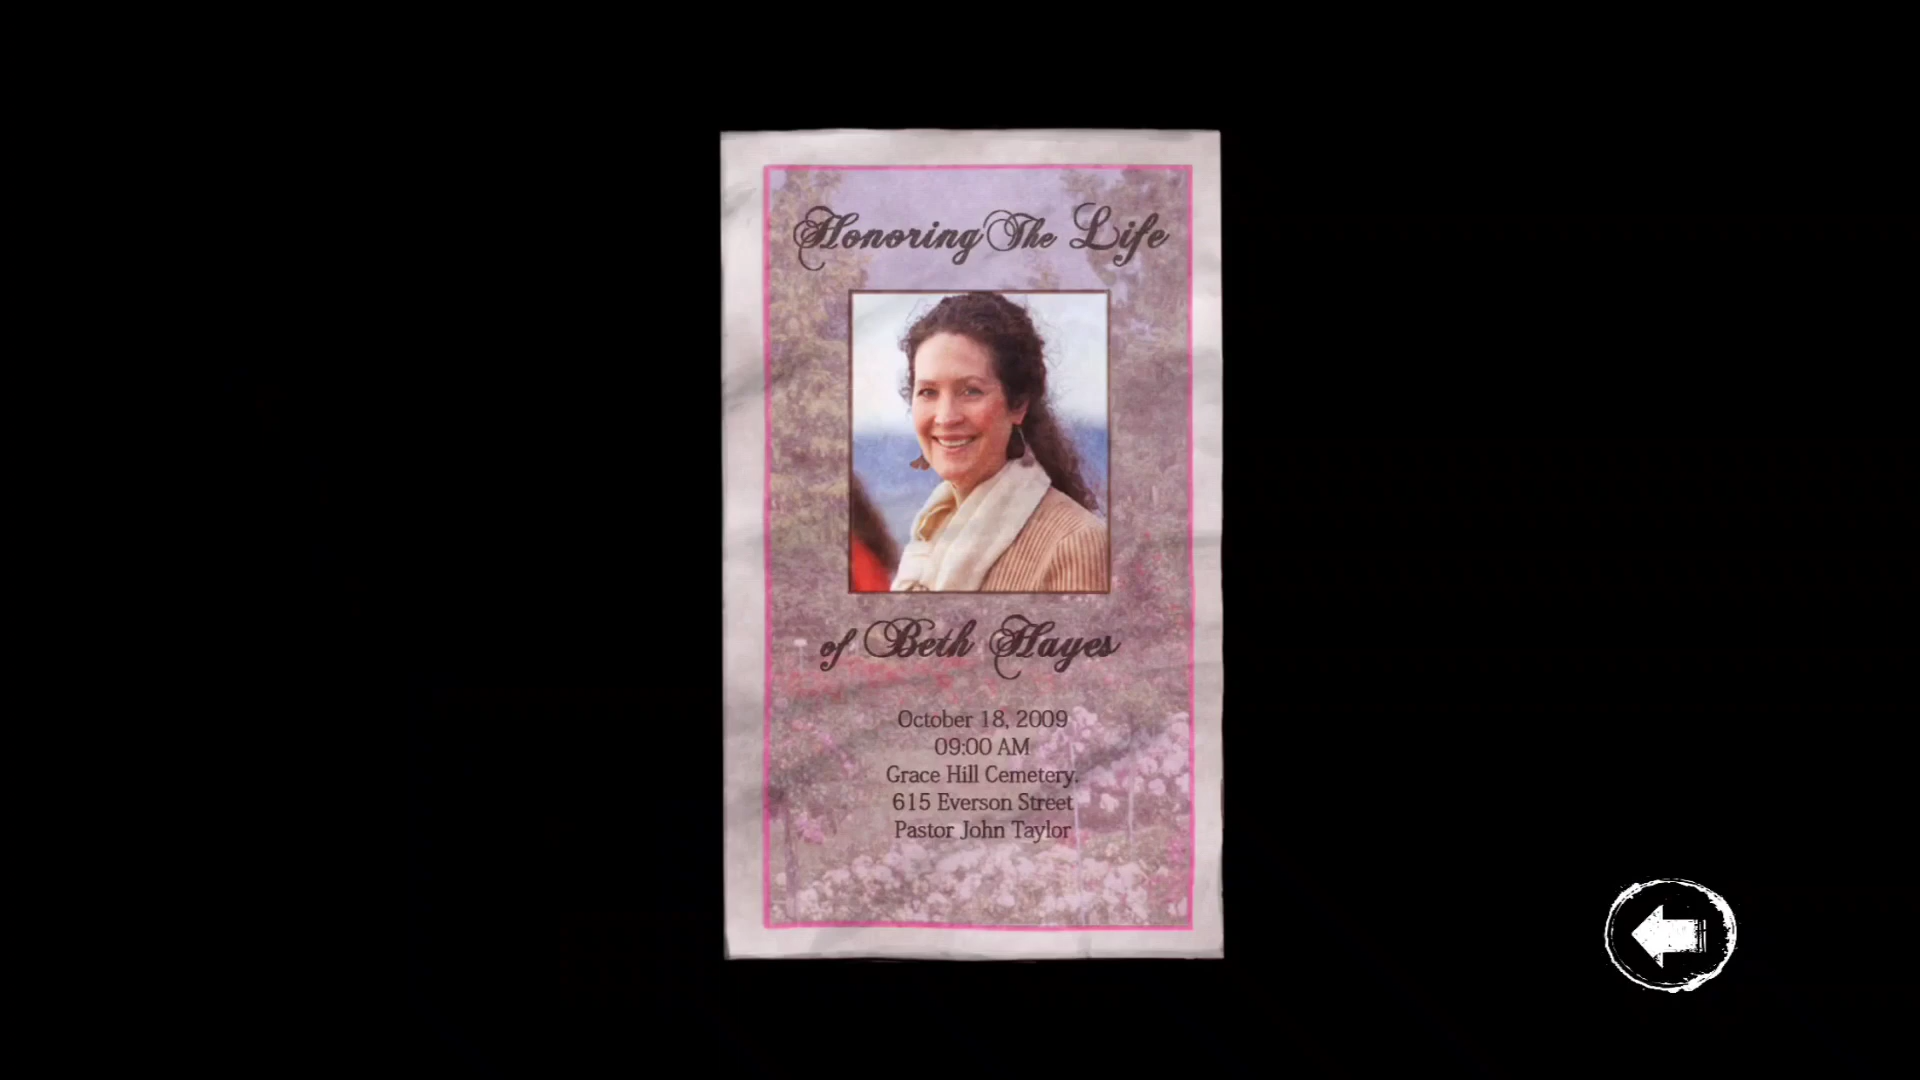 Honoring The Life
of Beth Hayes
October 18, 2009
09:00 AM
Grace Hill Cemetery.
615 Everson Street
Pastor John Taylor